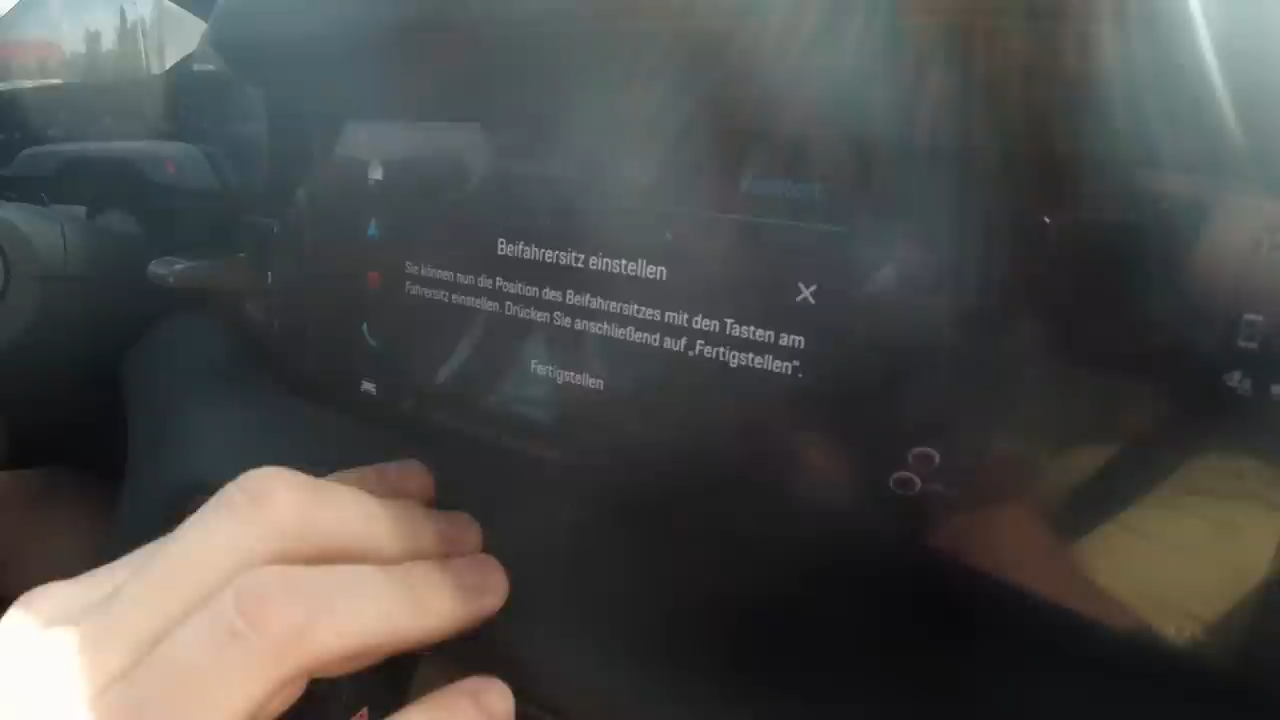 Beifahrersitz einstellen
Sie können nun die Position des Beifahrersitzes mit den Tasten am
Fahrersitz einstellen. Drücken Sie anschließend auf „Fertigstellen“.
Fertigstellen